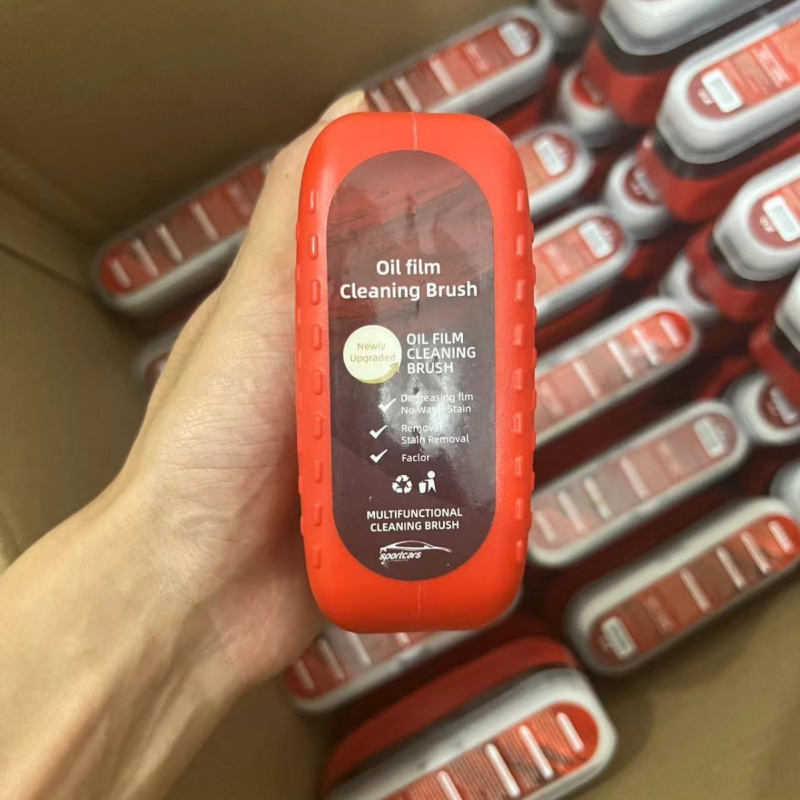 Oil film
Cleaning Brush
Newly
Upgraded
OIL FILM
CLEANING
BRUSH
Degreasing flm
No-Water Stain
Removal
Stain Removal
Faclor
MULTIFUNCTIONAL
CLEANING BRUSH
sportcars